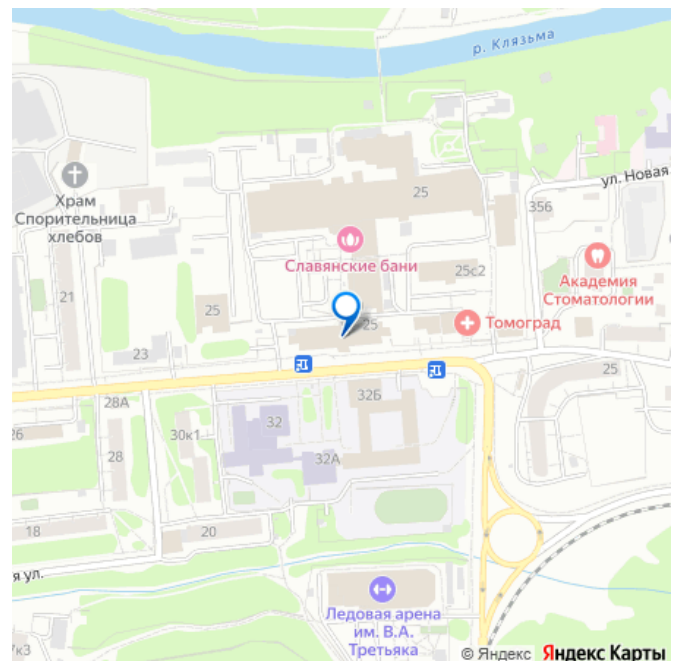 р. Клязьма
ул. Новая
Храм
Спорительница
хлебов
25
35б
Славянские бани
25с2
Академия
Стоматологии
21
25
25
Томоград
23
25
28А
32Б
26
28
30к1
32
32А
18
20
ая ул.
Ледовая арена
им. В.А.
Третьяка
7к3
© Яндекс Яндекс Карты